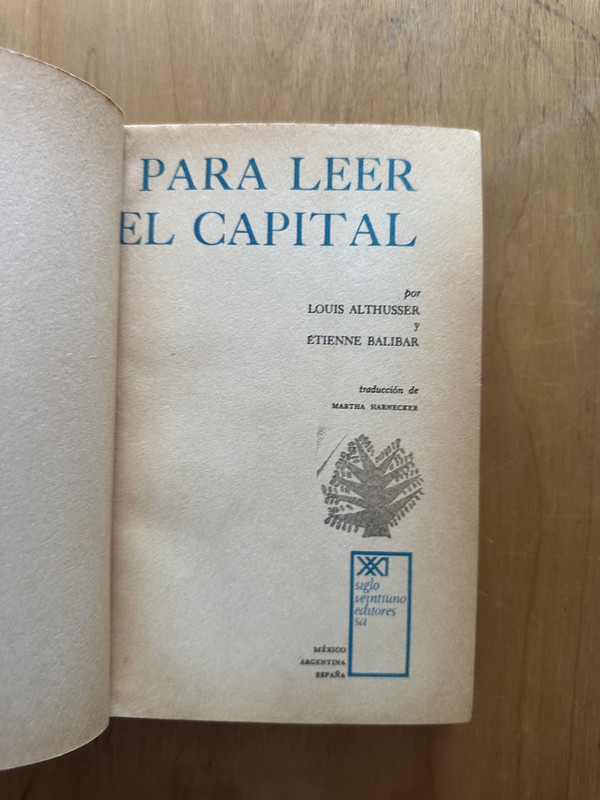 PARA LEER
EL CAPITAL
por
LOUIS ALTHUSSER
y
ÉTIENNE BALIBAR
traducción de
MARTHA HARNECKER
siglo
veintiuno
editores
sa
MÉXICO
ARGENTINA
ESPAÑA